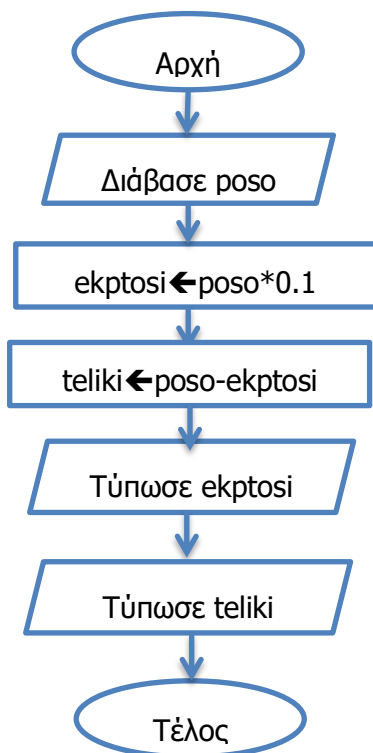 Αρχή
Διάβασε poso
ekptosi🡸poso*0.1
teliki🡸poso-ekptosi
Τύπωσε ekptosi
Τύπωσε teliki
Τέλος